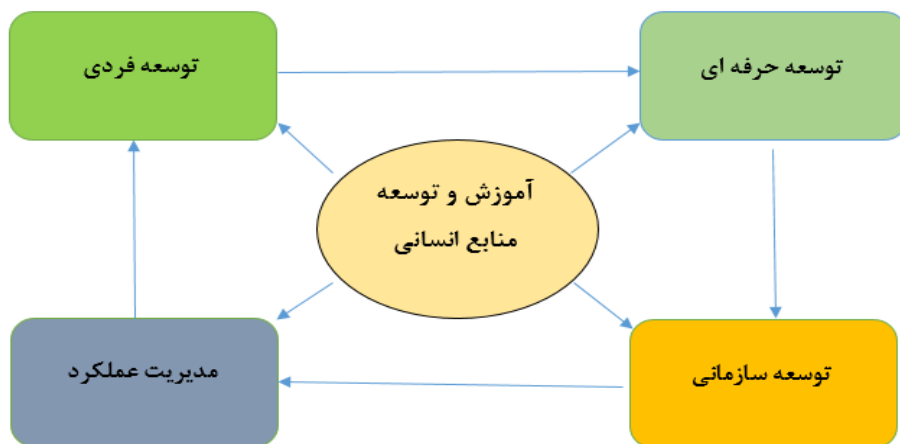 توسعه حرفه ای
توسعه فردی
آموزش و توسعه
منابع انسانی
توسعه سازمانی
مدیریت عملکرد